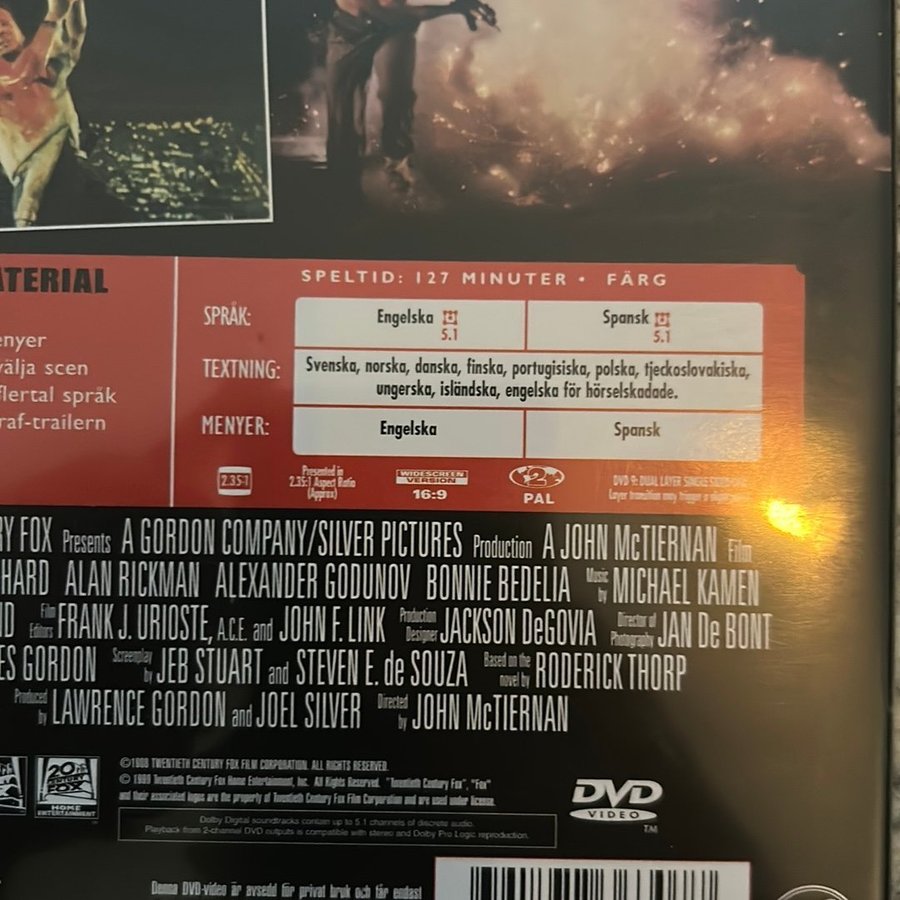 ATERIAL
enyer
välja scen
flertal språk
raf-trailern
SPELTID: 127 MINUTER • FÄRG
SPRÅK: Engelska 5.1 Spansk 5.1
TEXTNING: Svenska, norska, danska, finska, portugisiska, polska, tjeckoslovakiska,
ungerska, isländska, engelska för hörselskadade.
MENYER: Engelska Spansk
2.35:1
Presented in
2.35:1 Aspect Ratio
(Approx)
WIDESCREEN
VERSION
16:9
2
PAL
DVD 9: DUAL LAYER SINGLE
Layer transition may trigger a
RY FOX Presents A GORDON COMPANY/SILVER PICTURES Production A JOHN McTIERNAN Film
HARD ALAN RICKMAN ALEXANDER GODUNOV BONNIE BEDELIA Music by MICHAEL KAMEN
ND Film Editors FRANK J. URIOSTE, A.C.E. and JOHN F. LINK Production Designer JACKSON DeGOVIA Director of Photography JAN De BONT
ES GORDON Screenplay by JEB STUART and STEVEN E. de SOUZA Based on the novel by RODERICK THORP
Produced by LAWRENCE GORDON and JOEL SILVER Directed by JOHN McTIERNAN
20TH
CENTURY
FOX
HOME
ENTERTAINMENT
©1988 TWENTIETH CENTURY FOX FILM CORPORATION. ALL RIGHTS RESERVED.
© 1999 Twentieth Century Fox Home Entertainment, Inc. All Rights Reserved. "Twentieth Century Fox", "Fox"
and their associated logos are the property of Twentieth Century Fox Film Corporation and are used under license.
Dolby Digital soundtracks contain up to 5.1 channels of discrete audio.
Playback from 2-channel DVD outputs is compatible with stereo and Dolby Pro Logic reproduction.
DVD
VIDEO
TM
Denna DVD-video är avsedd för privat bruk och får endast